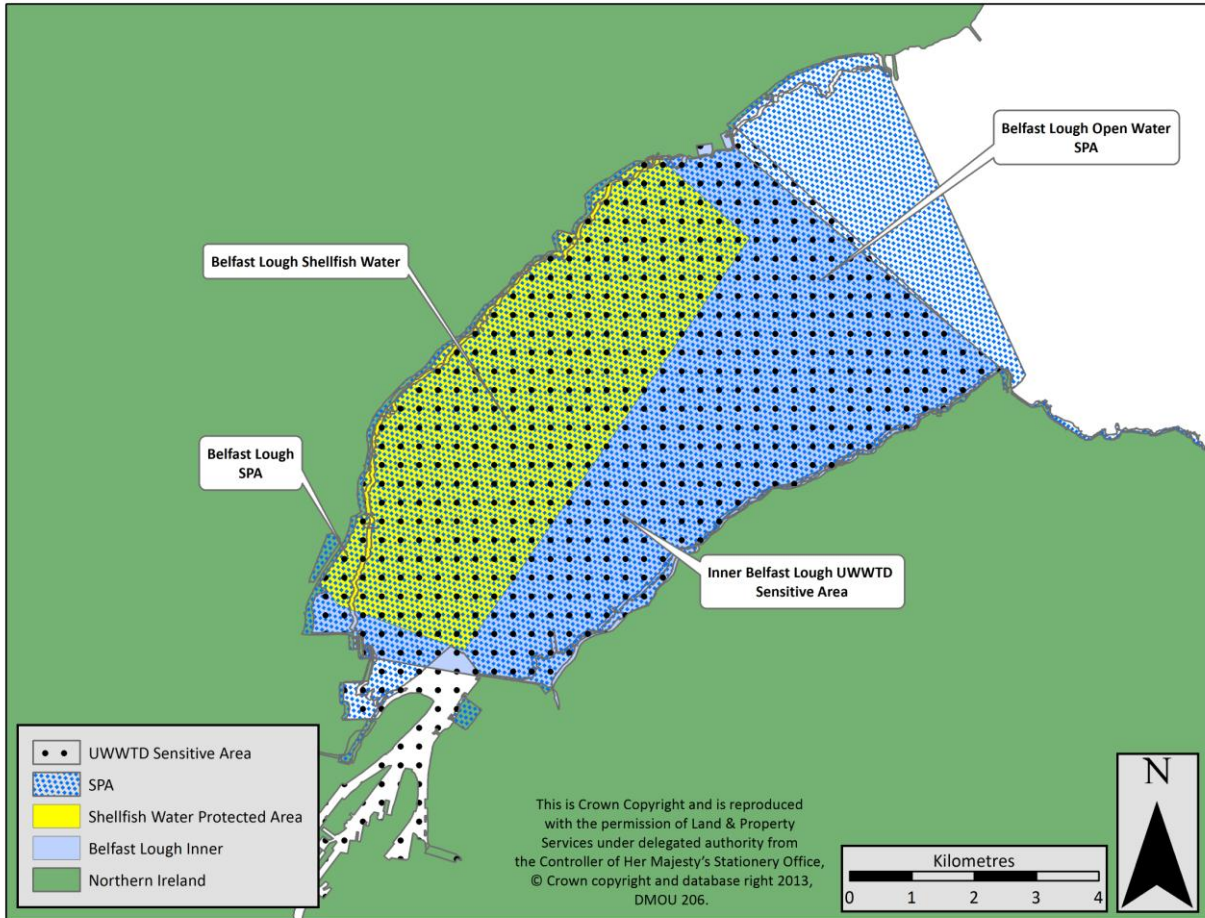 Belfast Lough Open Water
SPA
Belfast Lough Shellfish Water
Belfast Lough
SPA
Inner Belfast Lough UWWTD
Sensitive Area
UWWTD Sensitive Area
SPA
Shellfish Water Protected Area
Belfast Lough Inner
Northern Ireland
This is Crown Copyright and is reproduced
with the permission of Land & Property
Services under delegated authority from
the Controller of Her Majesty's Stationery Office,
© Crown copyright and database right 2013,
DMOU 206.
Kilometres
0 1 2 3 4
N